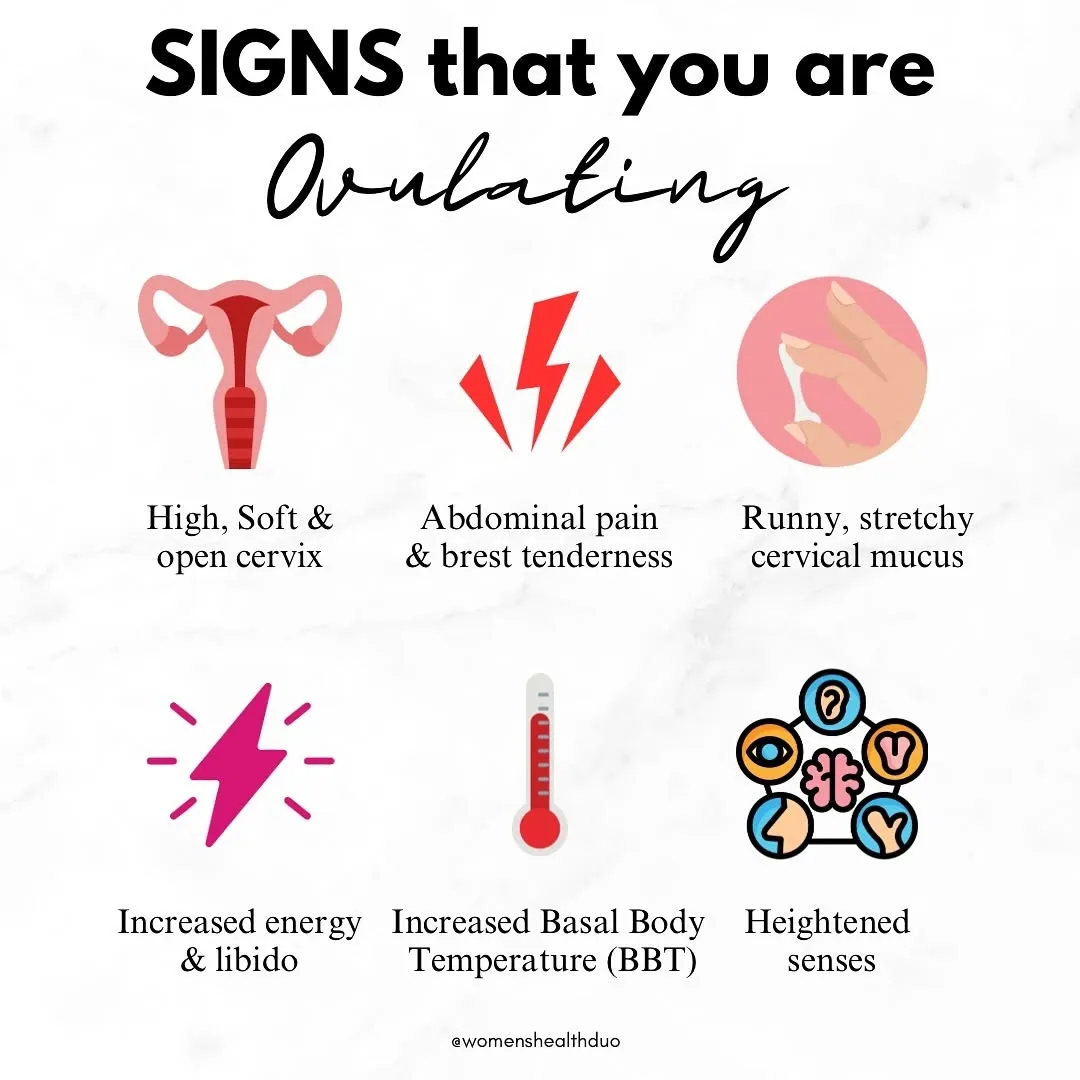 SIGNS that you are
Ovulating
High, Soft &
open cervix
Abdominal pain
& brest tenderness
Runny, stretchy
cervical mucus
Increased energy
& libido
Increased Basal Body
Temperature (BBT)
Heightened
senses
@womenshealthduo